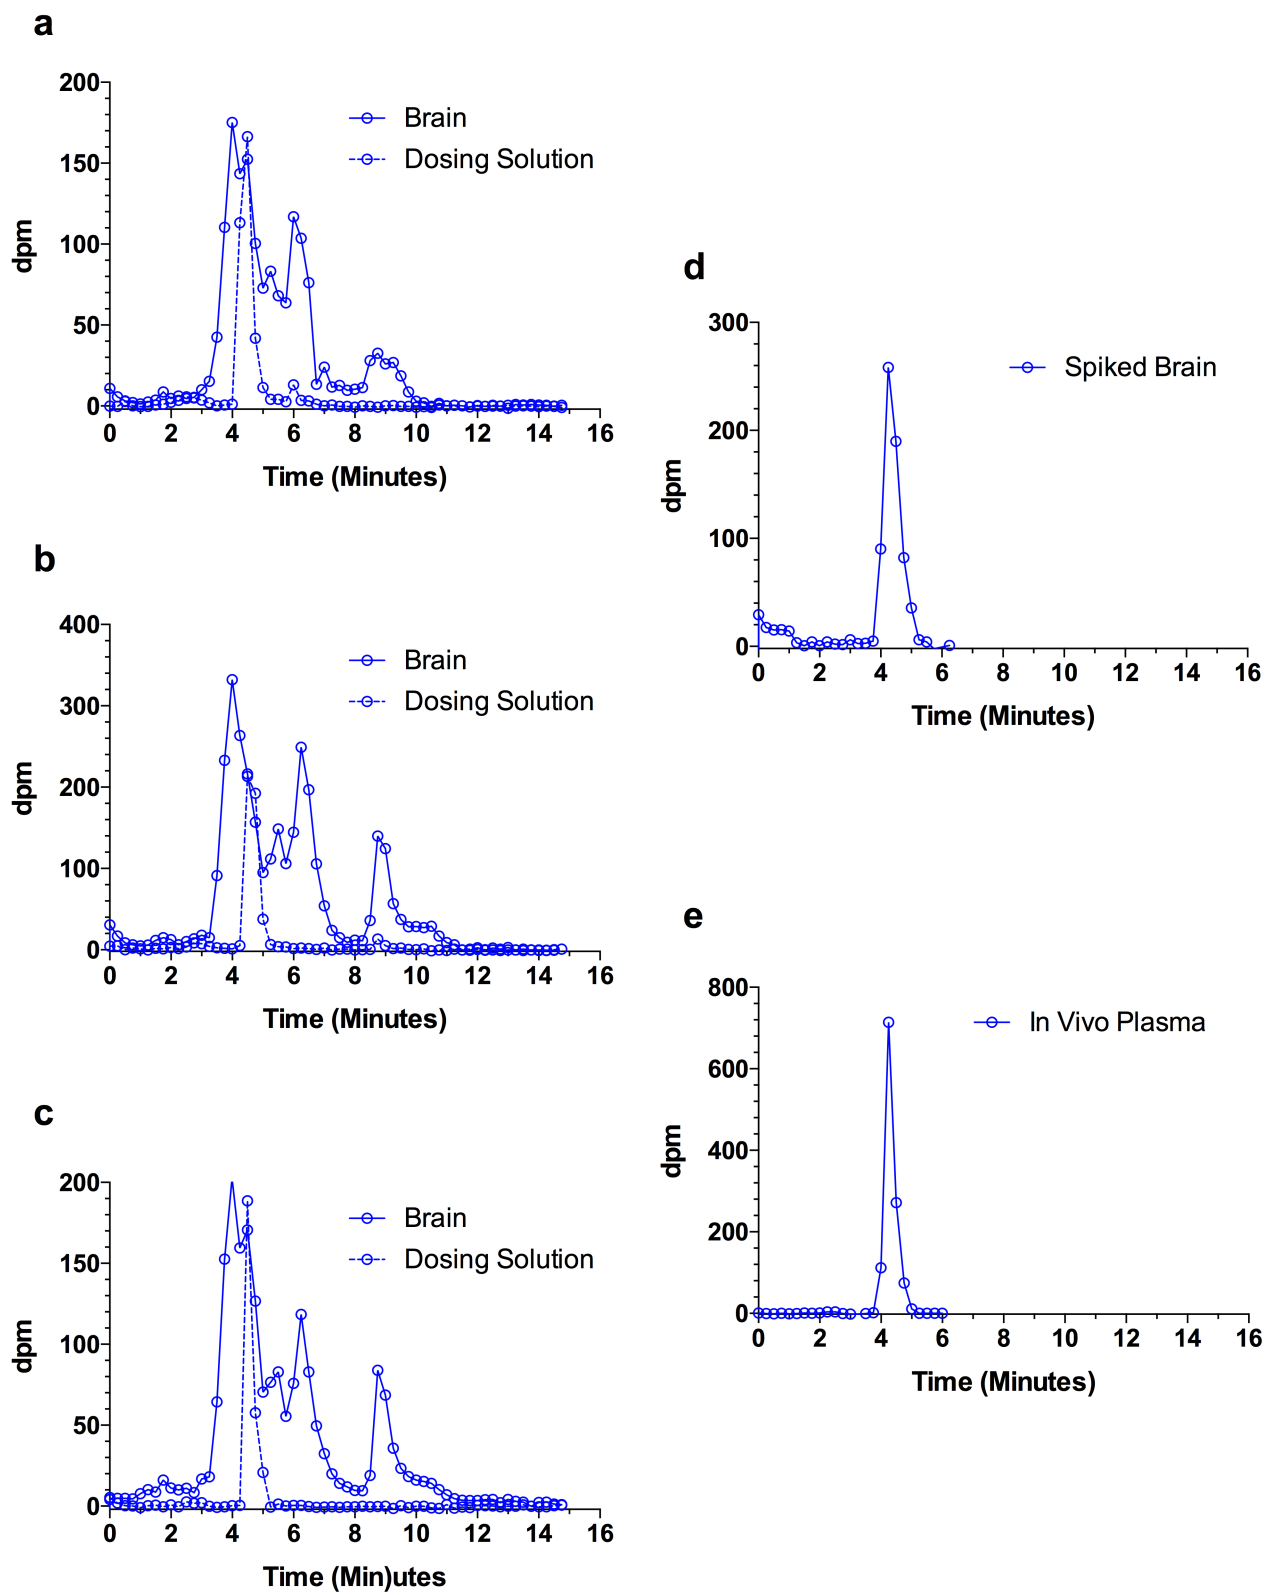 a
200
150
100
50
0
dpm
Brain
Dosing Solution
0 2 4 6 8 10 12 14 16
Time (Minutes)
b
400
300
200
100
0
dpm
Brain
Dosing Solution
0 2 4 6 8 10 12 14 16
Time (Minutes)
c
200
150
100
50
0
dpm
Brain
Dosing Solution
0 2 4 6 8 10 12 14 16
Time (Min)utes
d
300
200
100
0
dpm
Spiked Brain
0 2 4 6 8 10 12 14 16
Time (Minutes)
e
800
600
400
200
0
dpm
In Vivo Plasma
0 2 4 6 8 10 12 14 16
Time (Minutes)